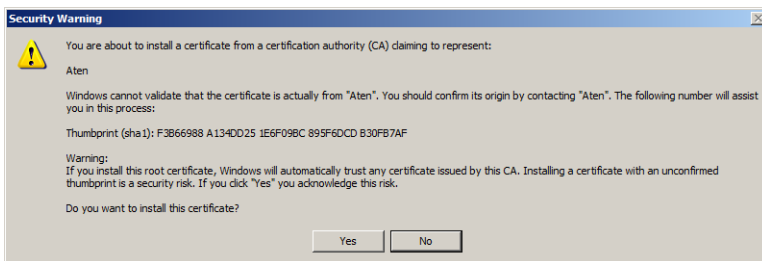 Security Warning
You are about to install a certificate from a certification authority (CA) claiming to represent:
Aten
Windows cannot validate that the certificate is actually from "Aten". You should confirm its origin by contacting "Aten". The following number will assist
you in this process:
Thumbprint (sha1): F3B66988 A134DD25 1E6F09BC 895F6DCD B30FB7AF
Warning:
If you install this root certificate, Windows will automatically trust any certificate issued by this CA. Installing a certificate with an unconfirmed
thumbprint is a security risk. If you click "Yes" you acknowledge this risk.
Do you want to install this certificate?
Yes
No